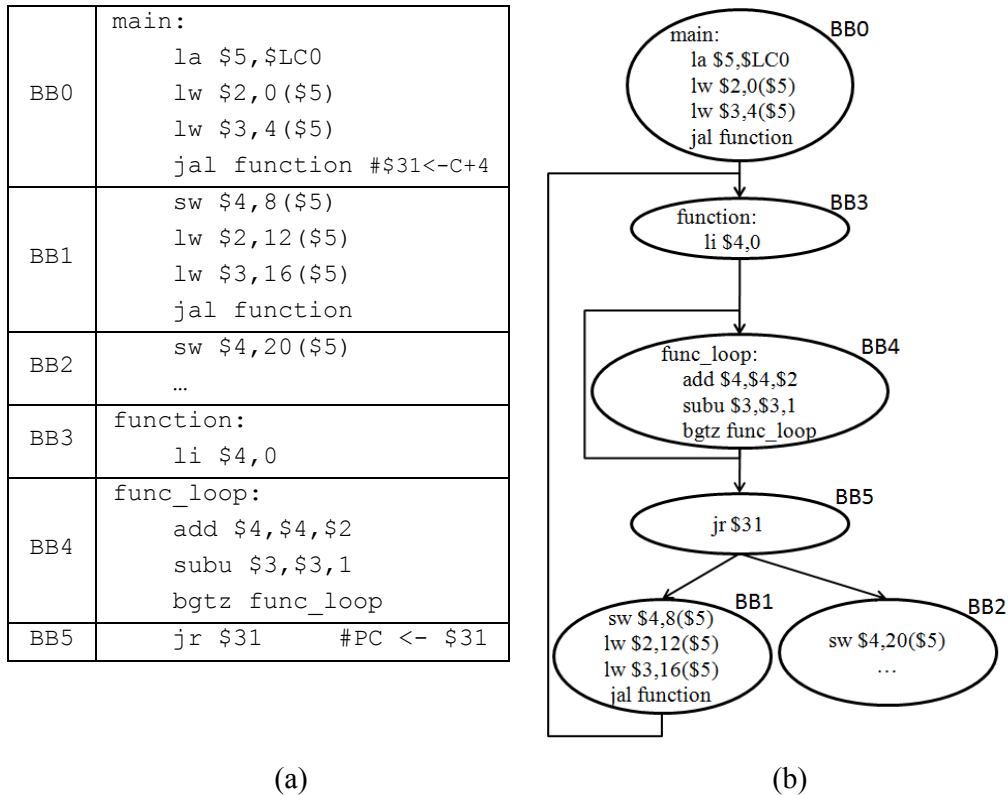 BB0
main:
la $5,$LC0
lw $2,0($5)
lw $3,4($5)
jal function #$31<-C+4
BB1
sw $4,8($5)
lw $2,12($5)
lw $3,16($5)
jal function
BB2
sw $4,20($5)
…
BB3
function:
li $4,0
BB4
func_loop:
add $4,$4,$2
subu $3,$3,1
bgtz func_loop
BB5
jr $31 #PC <- $31
(a)
BB0
main:
la $5,$LC0
lw $2,0($5)
lw $3,4($5)
jal function
BB3
function:
li $4,0
BB4
func_loop:
add $4,$4,$2
subu $3,$3,1
bgtz func_loop
BB5
jr $31
BB1
sw $4,8($5)
lw $2,12($5)
lw $3,16($5)
jal function
BB2
sw $4,20($5)
…
(b)